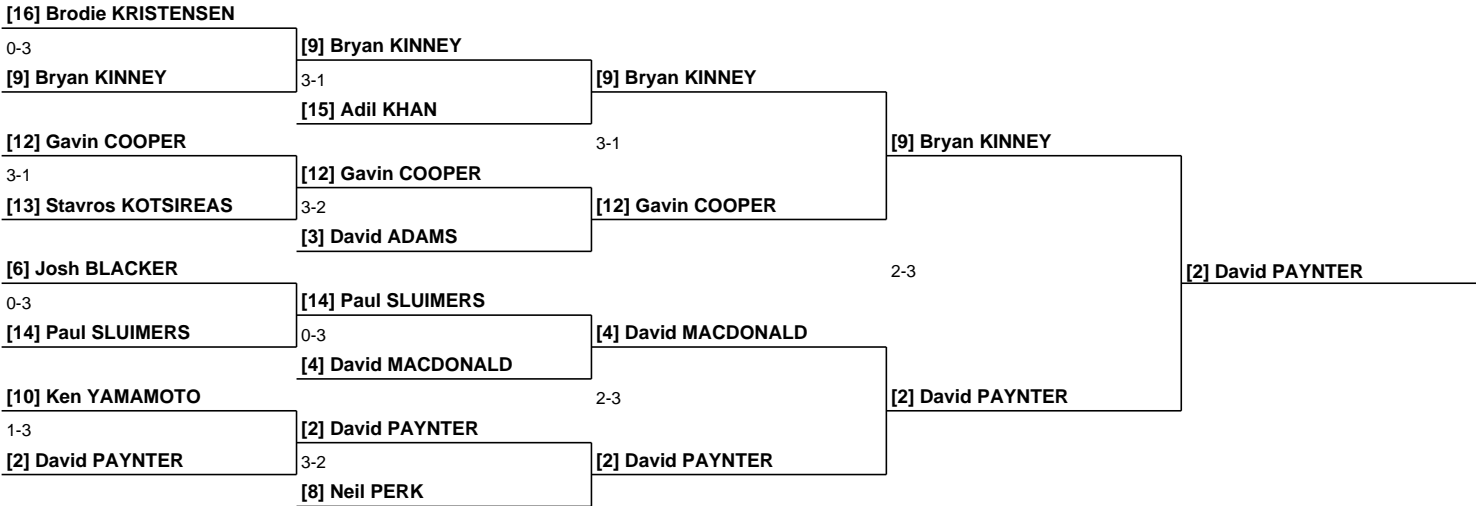 [16] Brodie KRISTENSEN
0-3
[9] Bryan KINNEY
[9] Bryan KINNEY
3-1
[15] Adil KHAN
[9] Bryan KINNEY
[12] Gavin COOPER
3-1
[13] Stavros KOTSIREAS
[12] Gavin COOPER
3-2
[3] David ADAMS
[12] Gavin COOPER
3-1
[9] Bryan KINNEY
[6] Josh BLACKER
0-3
[14] Paul SLUIMERS
[14] Paul SLUIMERS
0-3
[4] David MACDONALD
[4] David MACDONALD
[10] Ken YAMAMOTO
1-3
[2] David PAYNTER
[2] David PAYNTER
3-2
[8] Neil PERK
[2] David PAYNTER
2-3
[2] David PAYNTER
2-3
[2] David PAYNTER